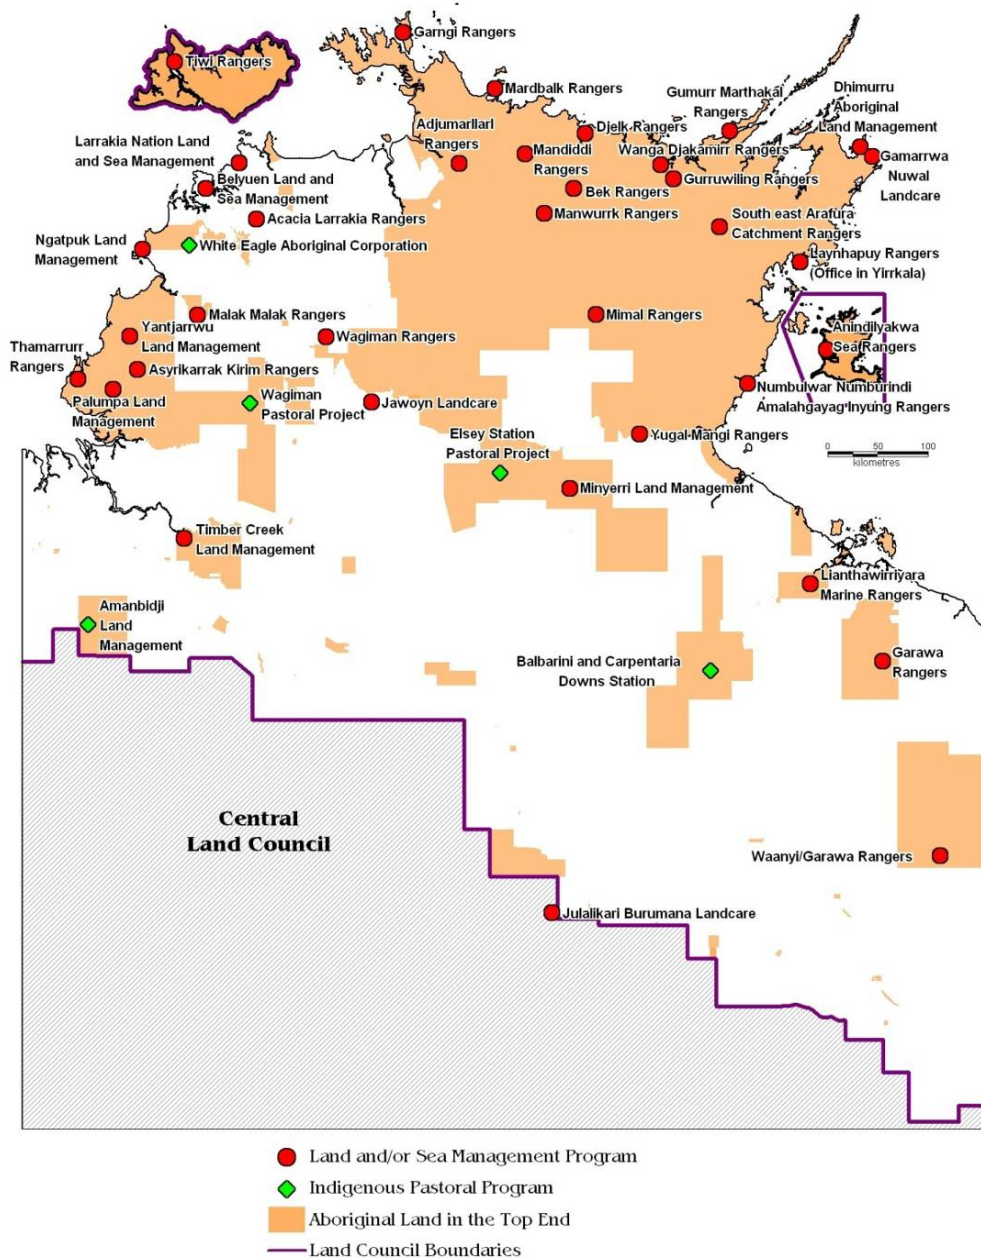 Garngi Rangers
Tiwi Rangers
Mardbalk Rangers
Gumurr Marthakal
Rangers
Dhimurru
Aboriginal
Land Management
Adjumarllarl
Rangers
Djelk Rangers
Larrakia Nation Land
and Sea Management
Mandiddi
Rangers
Wanga Djakamirr Rangers
Gamarrwa
Nuwal
Landcare
Belyuen Land and
Sea Management
Bek Rangers
Gurruwiling Rangers
Acacia Larrakia Rangers
Manwurrk Rangers
South east Arafura
Catchment Rangers
Ngatpuk Land
Management
White Eagle Aboriginal Corporation
Laynhapuy Rangers
(Office in Yirrkala)
Malak Malak Rangers
Mimal Rangers
Yantjarrwu
Land Management
Wagiman Rangers
Anindilyakwa
Sea Rangers
Thamarrurr
Rangers
Asyrikarrak Kirim Rangers
Palumpa Land
Management
Wagiman
Pastoral Project
Jawoyn Landcare
Numbulwar Numburindi
Amalahgayag Inyung Rangers
Elsey Station
Pastoral Project
Yugal Mangi Rangers
0 50 100
kilometres
Minyerri Land Management
Timber Creek
Land Management
Lianthawirriyara
Marine Rangers
Amanbidji
Land
Management
Balbarini and Carpentaria
Downs Station
Garawa
Rangers
Central
Land Council
Waanyi/Garawa Rangers
Julalikari Burumana Landcare
Land and/or Sea Management Program
Indigenous Pastoral Program
Aboriginal Land in the Top End
Land Council Boundaries